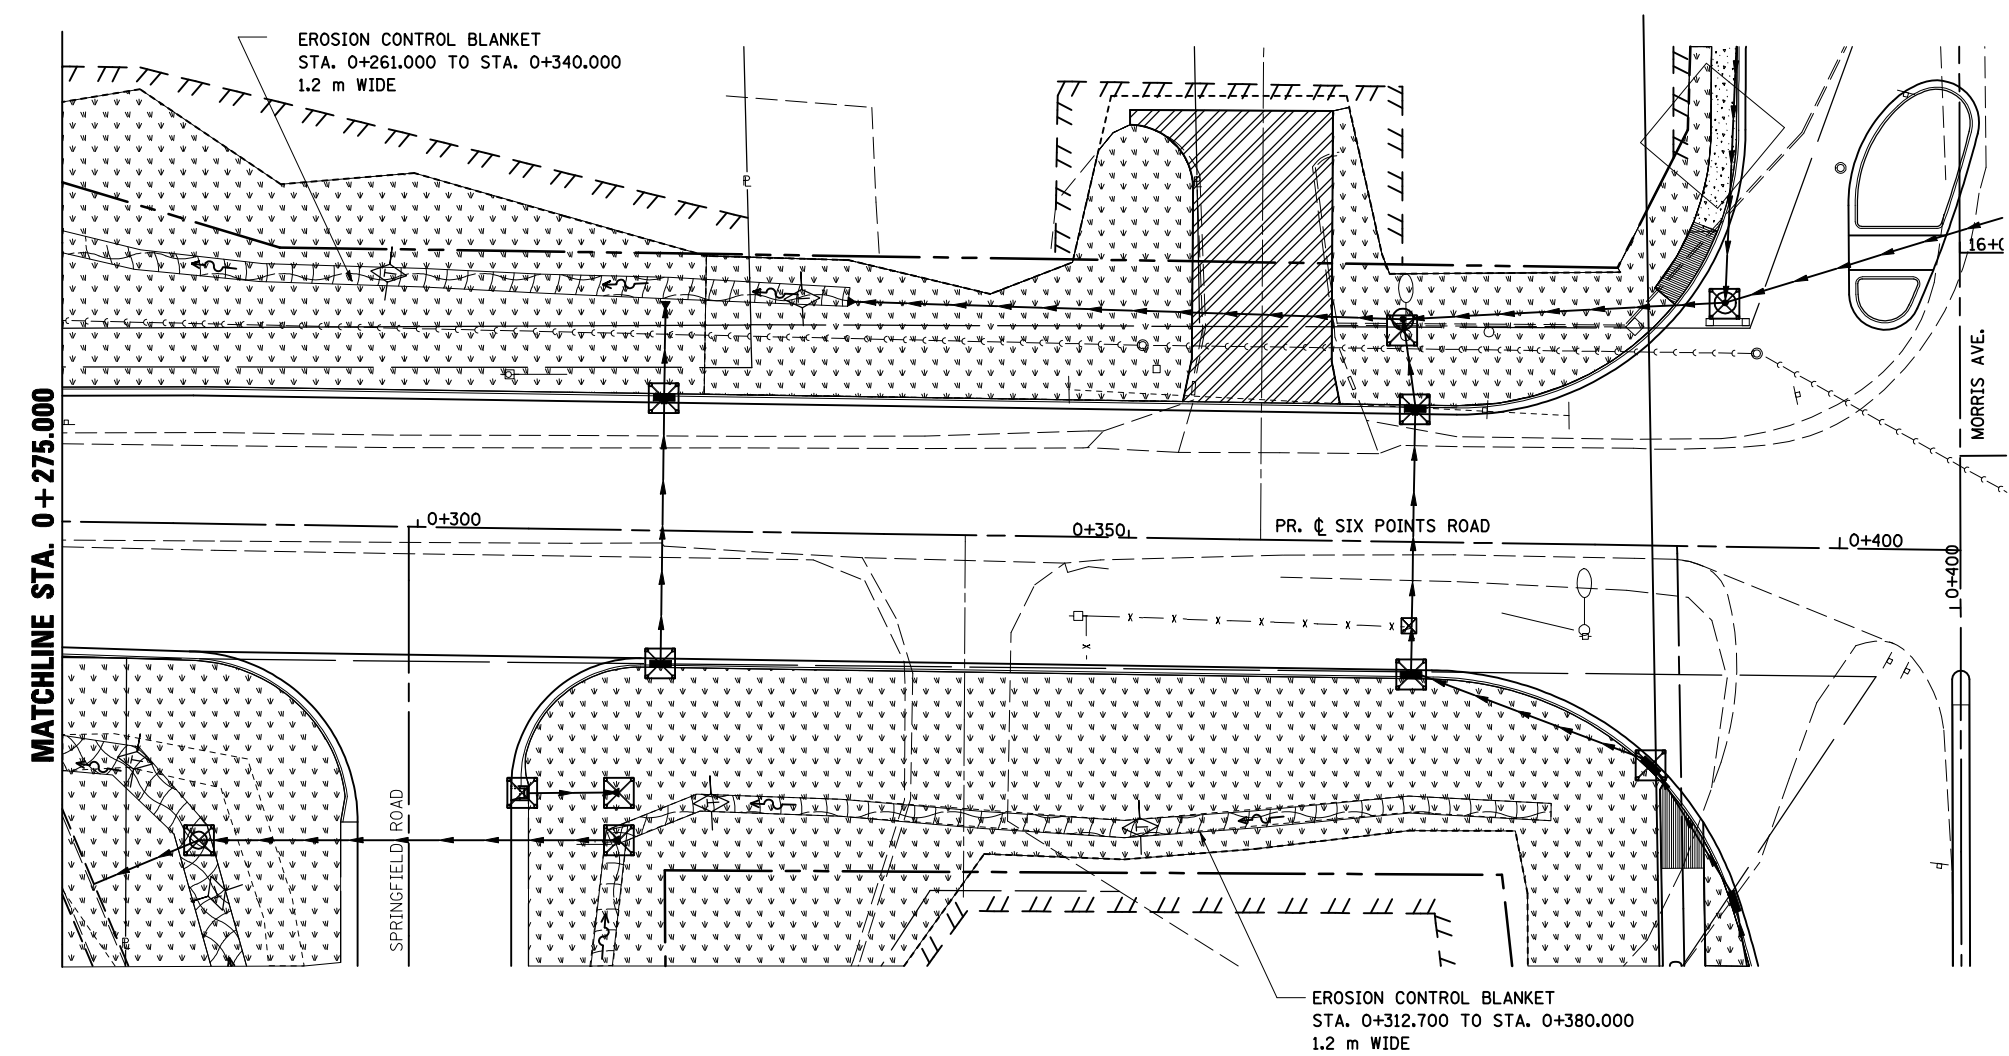 EROSION CONTROL BLANKET
STA. 0+261.000 TO STA. 0+340.000
1.2 m WIDE
MATCHLINE STA. 0+275.000
0+300
0+350
PR. ℄ SIX POINTS ROAD
0+400
0+400
MORRIS AVE.
SPRINGFIELD ROAD
EROSION CONTROL BLANKET
STA. 0+312.700 TO STA. 0+380.000
1.2 m WIDE